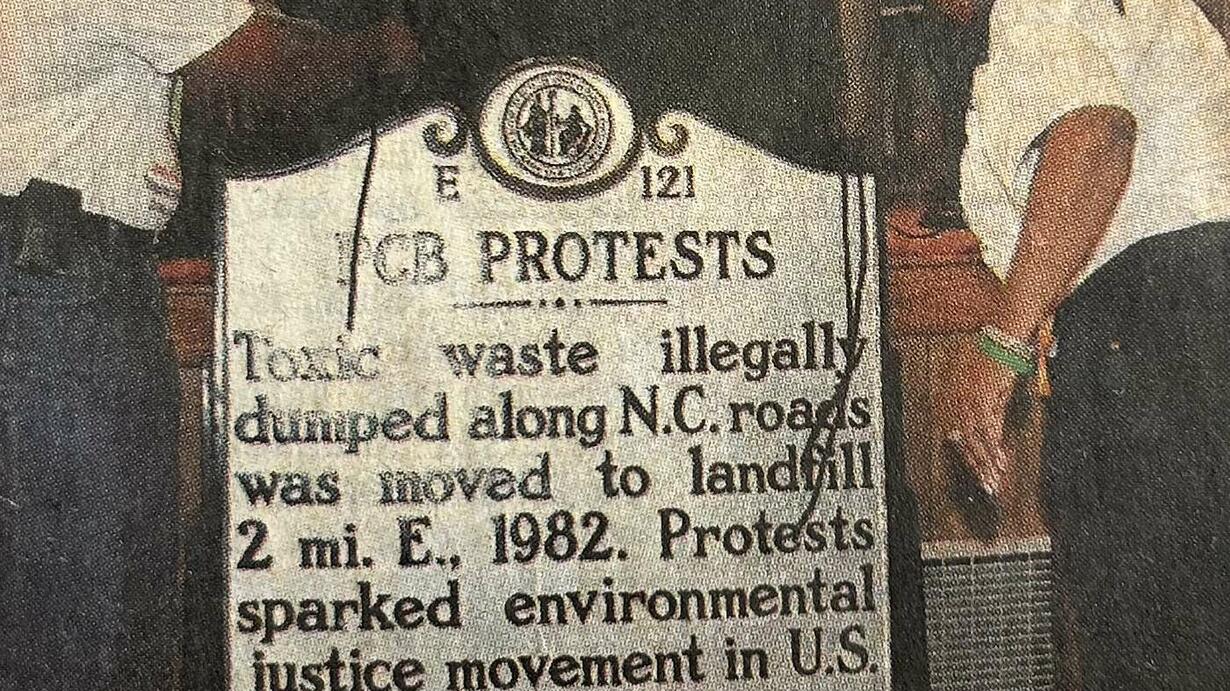 E 121
PCB PROTESTS
Toxic waste illegally
dumped along N.C. roads
was moved to landfill
2 mi. E., 1982. Protests
sparked environmental
justice movement in U.S.